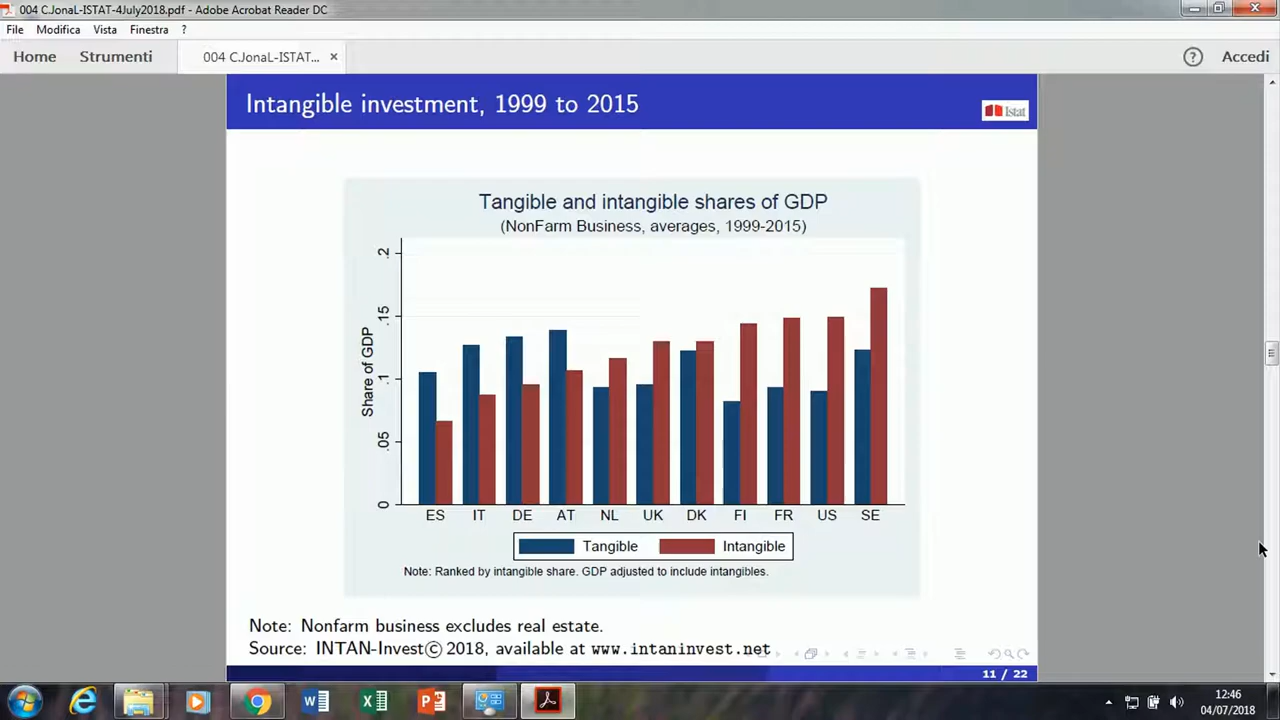 004 C.JonaL-ISTAT-4July2018.pdf - Adobe Acrobat Reader DC
File Modifica Vista Finestra ?
Home Strumenti 004 C.JonaL-ISTAT... × ? Accedi
Intangible investment, 1999 to 2015
Istat
Tangible and intangible shares of GDP
(NonFarm Business, averages, 1999-2015)
Share of GDP
.2
.15
.1
.05
0
ES IT DE AT NL UK DK FI FR US SE
Tangible Intangible
Note: Ranked by intangible share. GDP adjusted to include intangibles.
Note: Nonfarm business excludes real estate.
Source: INTAN-Invest© 2018, available at www.intaninvest.net
11 / 22
12:46
04/07/2018